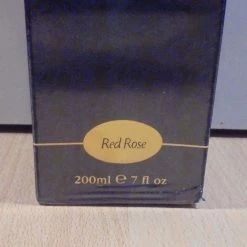 Red Rose
200ml ℮ 7 fl oz